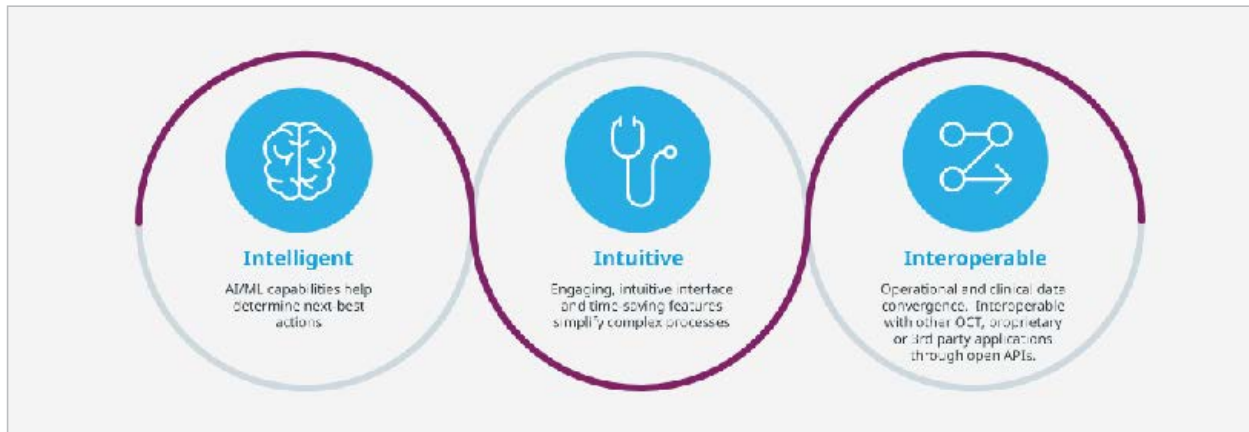 Intelligent
AI/ML capabilities help
determine next-best
actions
Intuitive
Engaging, intuitive interface
and time-saving features
simplify complex processes
Interoperable
Operational and clinical data
convergence. Interoperable
with other OCT, proprietary
or 3rd party applications
through open APIs.